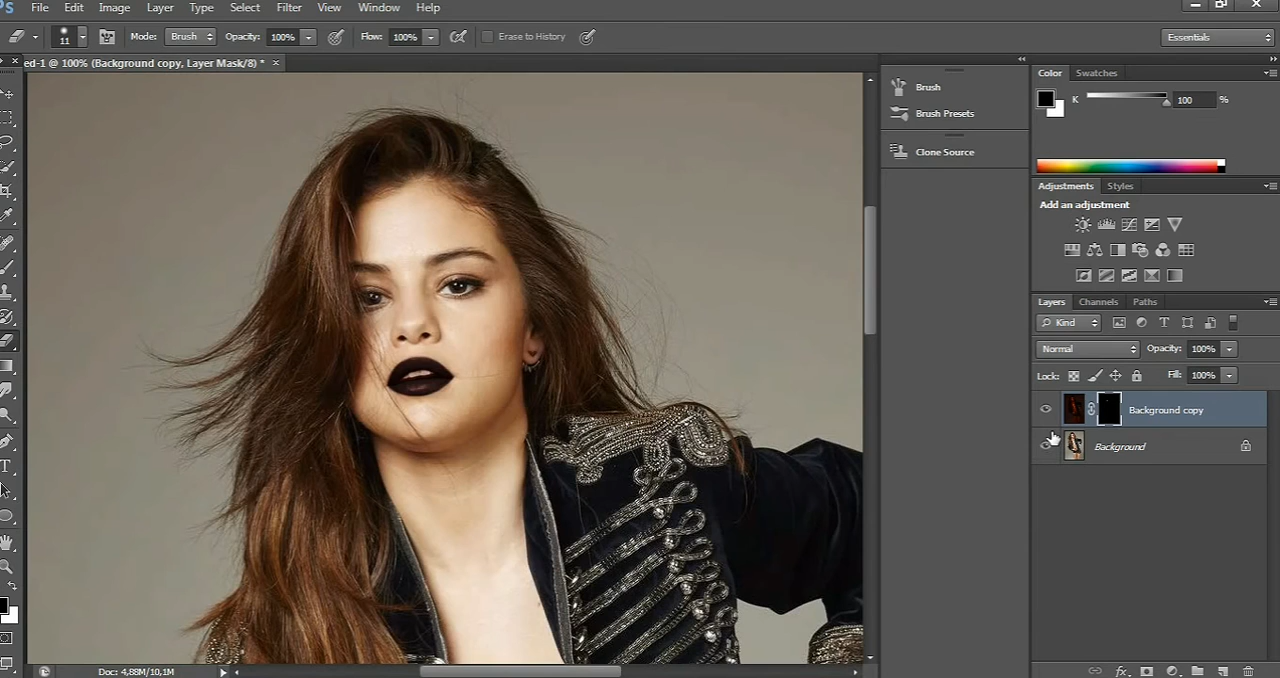 Ps File Edit Image Layer Type Select Filter View Window Help
11 Mode: Brush Opacity: 100% Flow: 100% Erase to History Essentials
ed-1 @ 100% (Background copy, Layer Mask/8) * ×
Color Swatches
Brush
K 100 %
Brush Presets
Clone Source
Adjustments Styles
Add an adjustment
Layers Channels Paths
Kind
Normal Opacity: 100%
Lock: Fill: 100%
Background copy
Background
Doc: 4,88M/10,1M